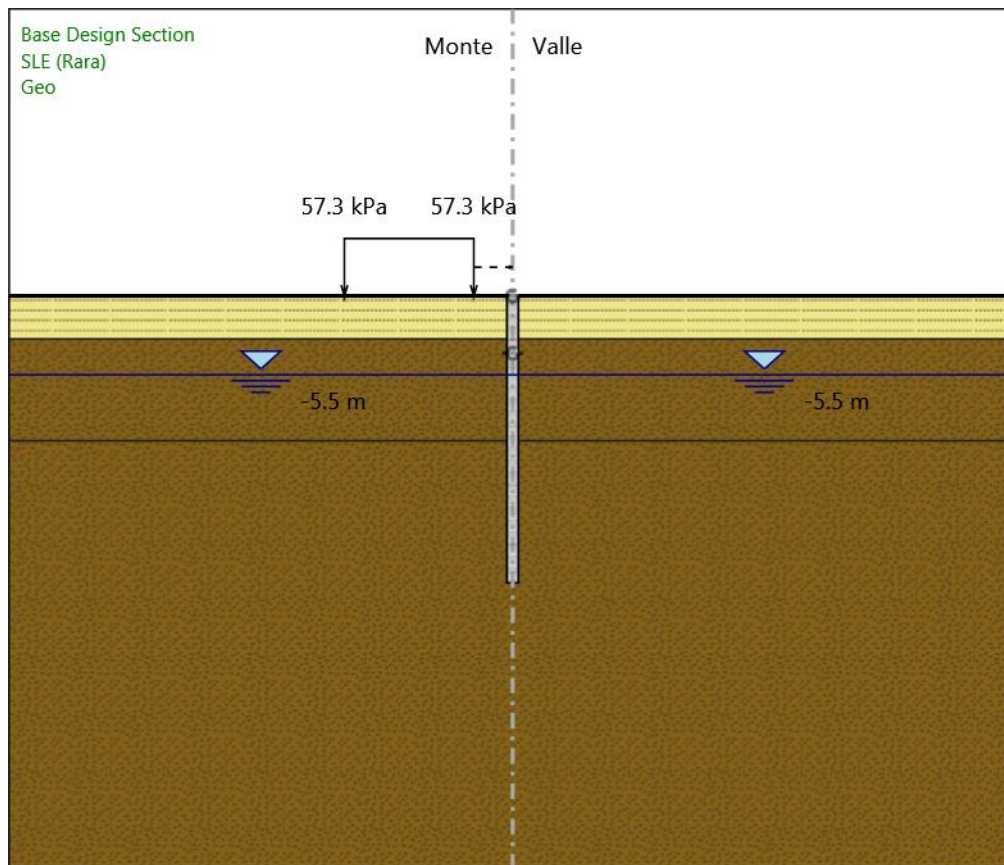 Base Design Section
SLE (Rara)
Geo
Monte
Valle
57.3 kPa
57.3 kPa
-5.5 m
-5.5 m